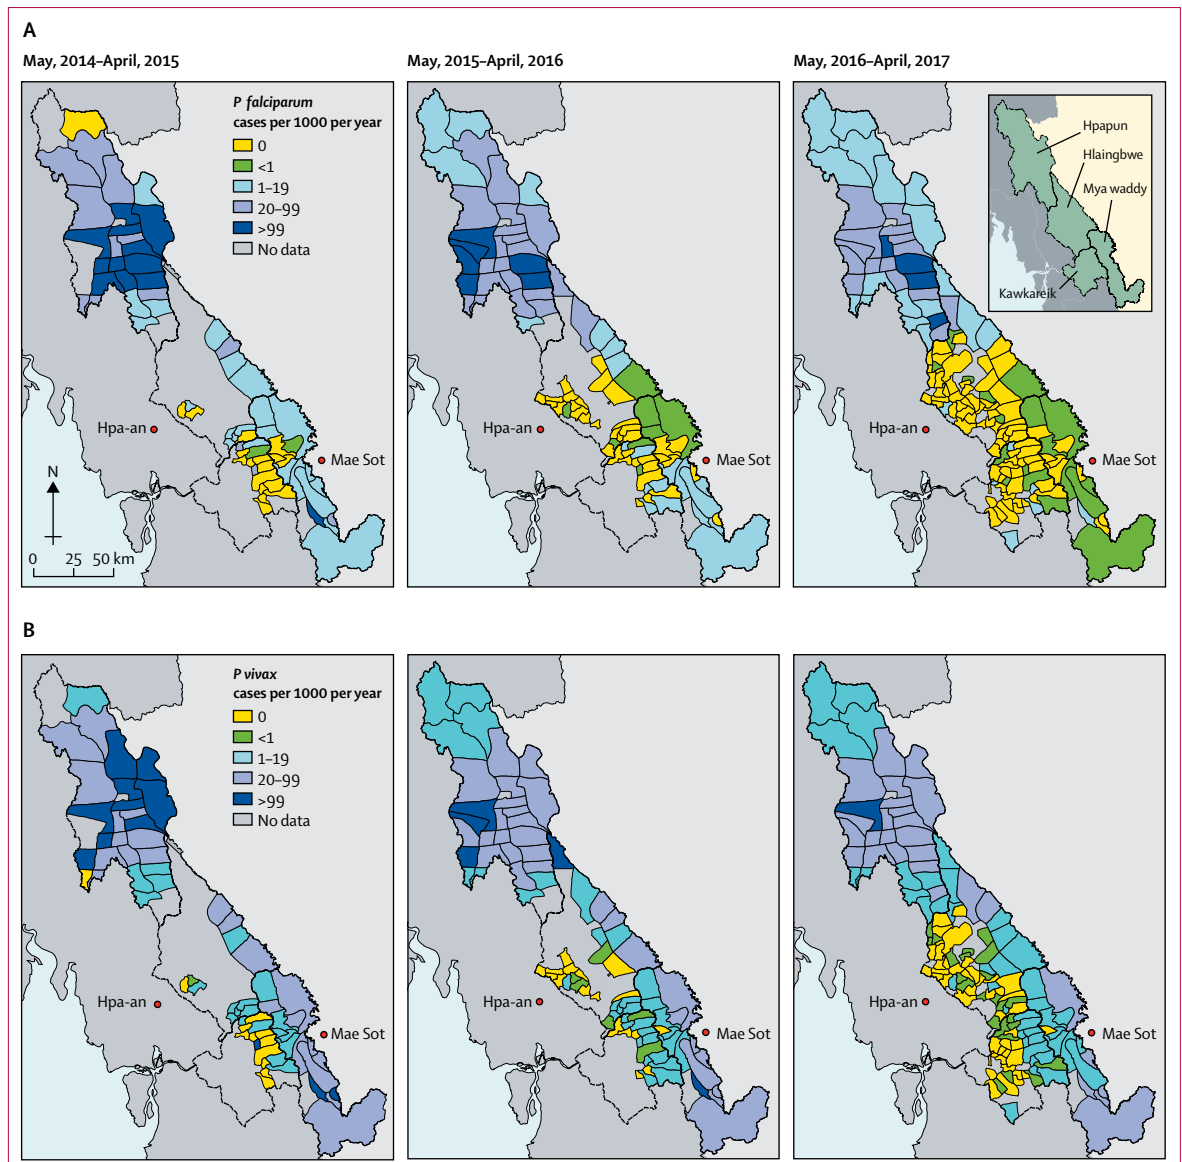 A
May, 2014–April, 2015
May, 2015–April, 2016
May, 2016–April, 2017
P falciparum
cases per 1000 per year
0
<1
1–19
20–99
>99
No data
Hpapun
Hlaingbwe
Mya waddy
Kawkareik
Hpa-an
Mae Sot
Hpa-an
Mae Sot
Hpa-an
Mae Sot
N
0 25 50 km
B
P vivax
cases per 1000 per year
0
<1
1–19
20–99
>99
No data
Hpa-an
Mae Sot
Hpa-an
Mae Sot
Hpa-an
Mae Sot